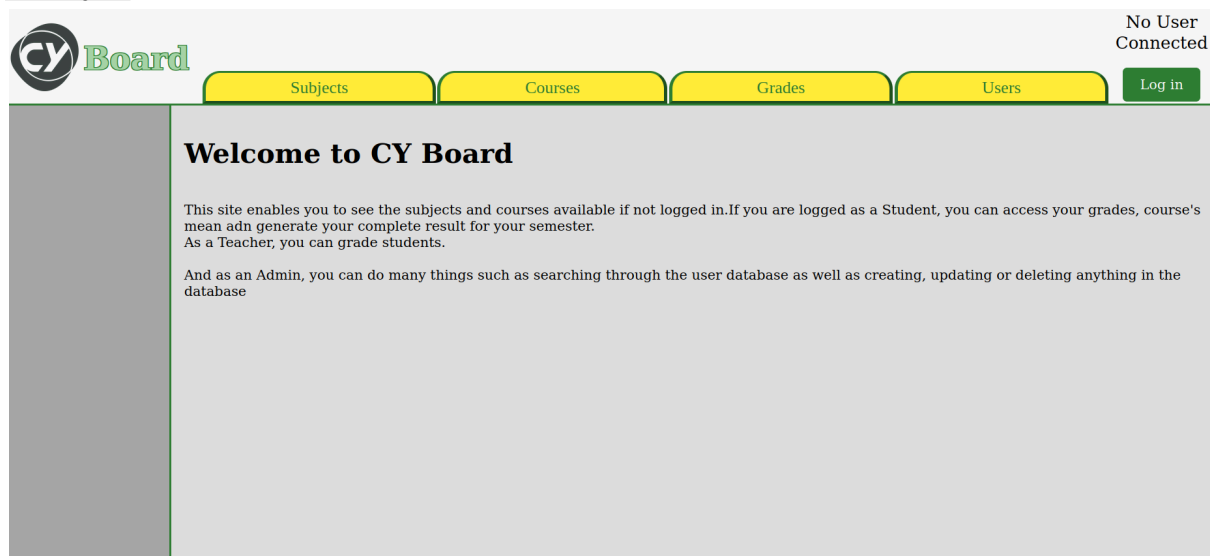 No User
Connected
CY Board
Subjects Courses Grades Users Log in
Welcome to CY Board
This site enables you to see the subjects and courses available if not logged in.If you are logged as a Student, you can access your grades, course's
mean adn generate your complete result for your semester.
As a Teacher, you can grade students.
And as an Admin, you can do many things such as searching through the user database as well as creating, updating or deleting anything in the
database